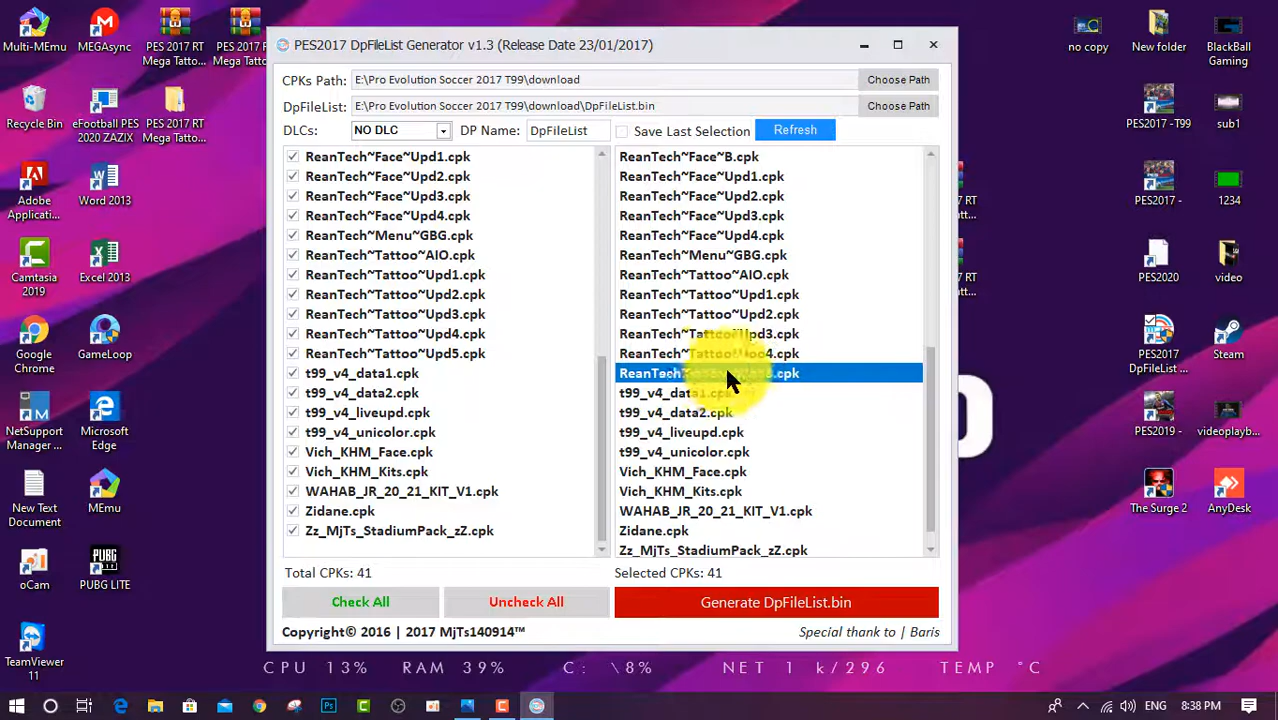 Multi-MEmu
MEGAsync
PES 2017 RT
Mega Tatto...
PES 2017 RT
Mega Tatto...
Recycle Bin
eFootball PES
2020 ZAZIX
PES 2017 RT
Mega Tatto...
Adobe
Applicati...
Word 2013
Camtasia
2019
Excel 2013
Google
Chrome
GameLoop
NetSupport
Manager ...
Microsoft
Edge
New Text
Document
MEmu
oCam
PUBG LITE
TeamViewer
11
PES2017 DpFileList Generator v1.3 (Release Date 23/01/2017)
CPKs Path: E:\Pro Evolution Soccer 2017 T99\download Choose Path
DpFileList: E:\Pro Evolution Soccer 2017 T99\download\DpFileList.bin Choose Path
DLCs: NO DLC DP Name: DpFileList Save Last Selection Refresh
ReanTech~Face~Upd1.cpk
ReanTech~Face~Upd2.cpk
ReanTech~Face~Upd3.cpk
ReanTech~Face~Upd4.cpk
ReanTech~Menu~GBG.cpk
ReanTech~Tattoo~AIO.cpk
ReanTech~Tattoo~Upd1.cpk
ReanTech~Tattoo~Upd2.cpk
ReanTech~Tattoo~Upd3.cpk
ReanTech~Tattoo~Upd4.cpk
ReanTech~Tattoo~Upd5.cpk
t99_v4_data1.cpk
t99_v4_data2.cpk
t99_v4_liveupd.cpk
t99_v4_unicolor.cpk
Vich_KHM_Face.cpk
Vich_KHM_Kits.cpk
WAHAB_JR_20_21_KIT_V1.cpk
Zidane.cpk
Zz_MjTs_StadiumPack_zZ.cpk
ReanTech~Face~B.cpk
ReanTech~Face~Upd1.cpk
ReanTech~Face~Upd2.cpk
ReanTech~Face~Upd3.cpk
ReanTech~Face~Upd4.cpk
ReanTech~Menu~GBG.cpk
ReanTech~Tattoo~AIO.cpk
ReanTech~Tattoo~Upd1.cpk
ReanTech~Tattoo~Upd2.cpk
ReanTech~Tattoo~Upd3.cpk
ReanTech~Tattoo~Upd4.cpk
t99_v4_data1.cpk
t99_v4_data2.cpk
t99_v4_liveupd.cpk
t99_v4_unicolor.cpk
Vich_KHM_Face.cpk
Vich_KHM_Kits.cpk
WAHAB_JR_20_21_KIT_V1.cpk
Zidane.cpk
Zz_MjTs_StadiumPack_zZ.cpk
Total CPKs: 41
Selected CPKs: 41
Check All
Uncheck All
Generate DpFileList.bin
Copyright© 2016 | 2017 MjTs140914™
Special thank to | Baris
no copy
New folder
BlackBall
Gaming
PES2017 -T99
sub1
PES2017 -
1234
PES2020
video
PES2017
DpFileList ...
Steam
PES2019 -
videoplayb...
The Surge 2
AnyDesk
CPU 13% RAM 39% C: \8% NET 1 k/296 TEMP °C
ENG 8:38 PM